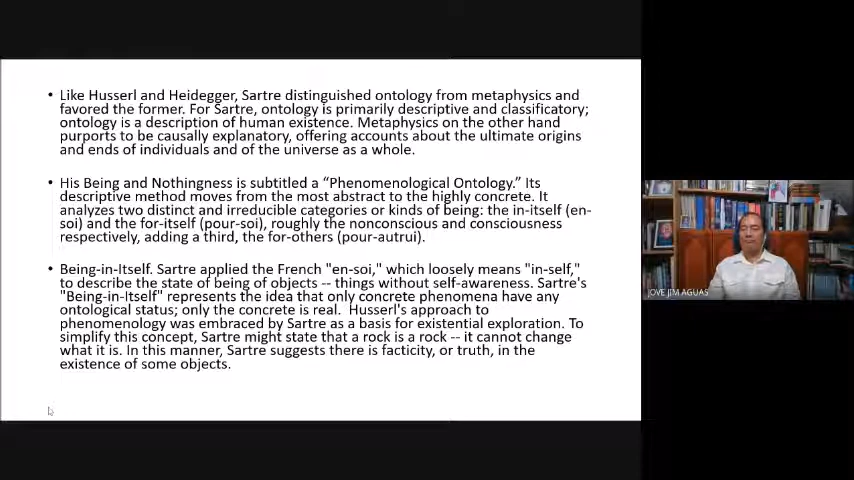 • Like Husserl and Heidegger, Sartre distinguished ontology from metaphysics and
favored the former. For Sartre, ontology is primarily descriptive and classificatory;
ontology is a description of human existence. Metaphysics on the other hand
purports to be causally explanatory, offering accounts about the ultimate origins
and ends of individuals and of the universe as a whole.
• His Being and Nothingness is subtitled a “Phenomenological Ontology.” Its
descriptive method moves from the most abstract to the highly concrete. It
analyzes two distinct and irreducible categories or kinds of being: the in-itself (en-
soi) and the for-itself (pour-soi), roughly the nonconscious and consciousness
respectively, adding a third, the for-others (pour-autrui).
• Being-in-Itself. Sartre applied the French "en-soi," which loosely means "in-self,"
to describe the state of being of objects -- things without self-awareness. Sartre's
"Being-in-Itself" represents the idea that only concrete phenomena have any
ontological status; only the concrete is real.  Husserl's approach to
phenomenology was embraced by Sartre as a basis for existential exploration. To
simplify this concept, Sartre might state that a rock is a rock -- it cannot change
what it is. In this manner, Sartre suggests there is facticity, or truth, in the
existence of some objects.
JOVE JIM AGUAS